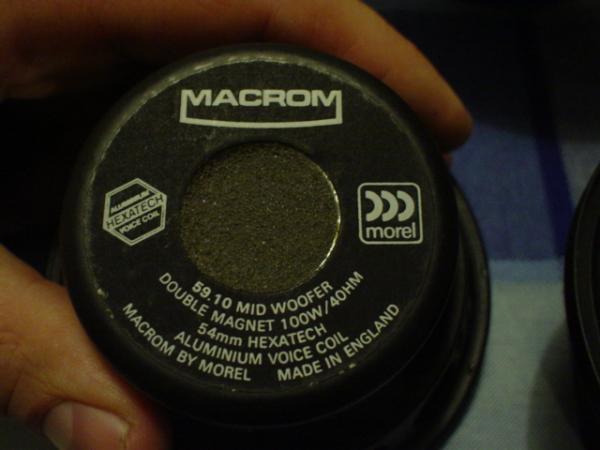 MACROM
ALUMINIUM
HEXATECH
VOICE COIL
morel
59.10 MID WOOFER
DOUBLE MAGNET 100W/4OHM
54mm HEXATECH
ALUMINIUM VOICE COIL
MACROM BY MOREL MADE IN ENGLAND